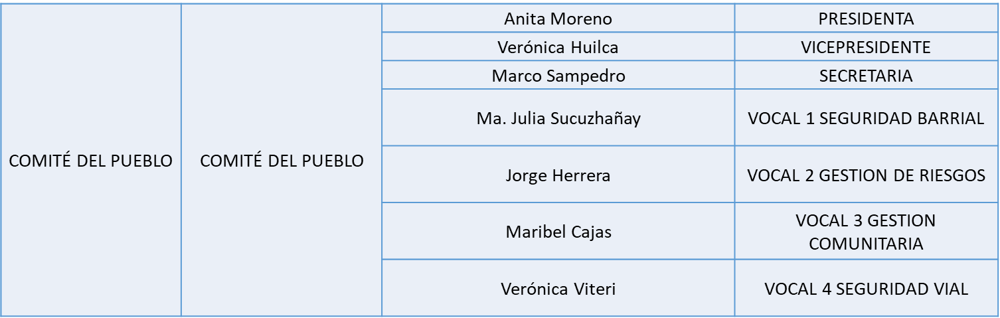 COMITÉ DEL PUEBLO
COMITÉ DEL PUEBLO
Anita Moreno
PRESIDENTA
Verónica Huilca
VICEPRESIDENTE
Marco Sampedro
SECRETARIA
Ma. Julia Sucuzhañay
VOCAL 1 SEGURIDAD BARRIAL
Jorge Herrera
VOCAL 2 GESTION DE RIESGOS
Maribel Cajas
VOCAL 3 GESTION
COMUNITARIA
Verónica Viteri
VOCAL 4 SEGURIDAD VIAL